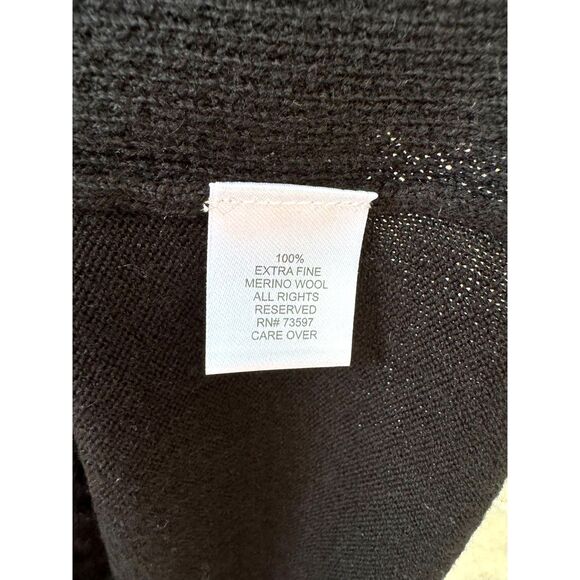 100%
EXTRA FINE
MERINO WOOL
ALL RIGHTS
RESERVED
RN# 73597
CARE OVER